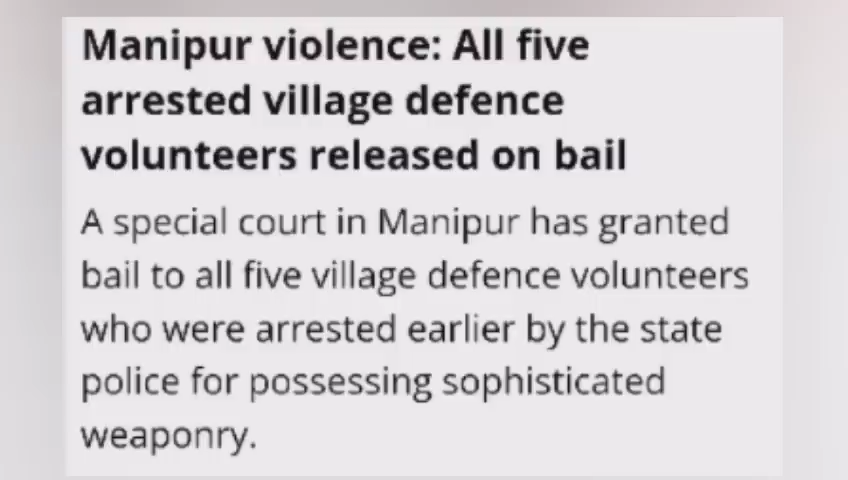 Manipur violence: All five
arrested village defence
volunteers released on bail
A special court in Manipur has granted
bail to all five village defence volunteers
who were arrested earlier by the state
police for possessing sophisticated
weaponry.